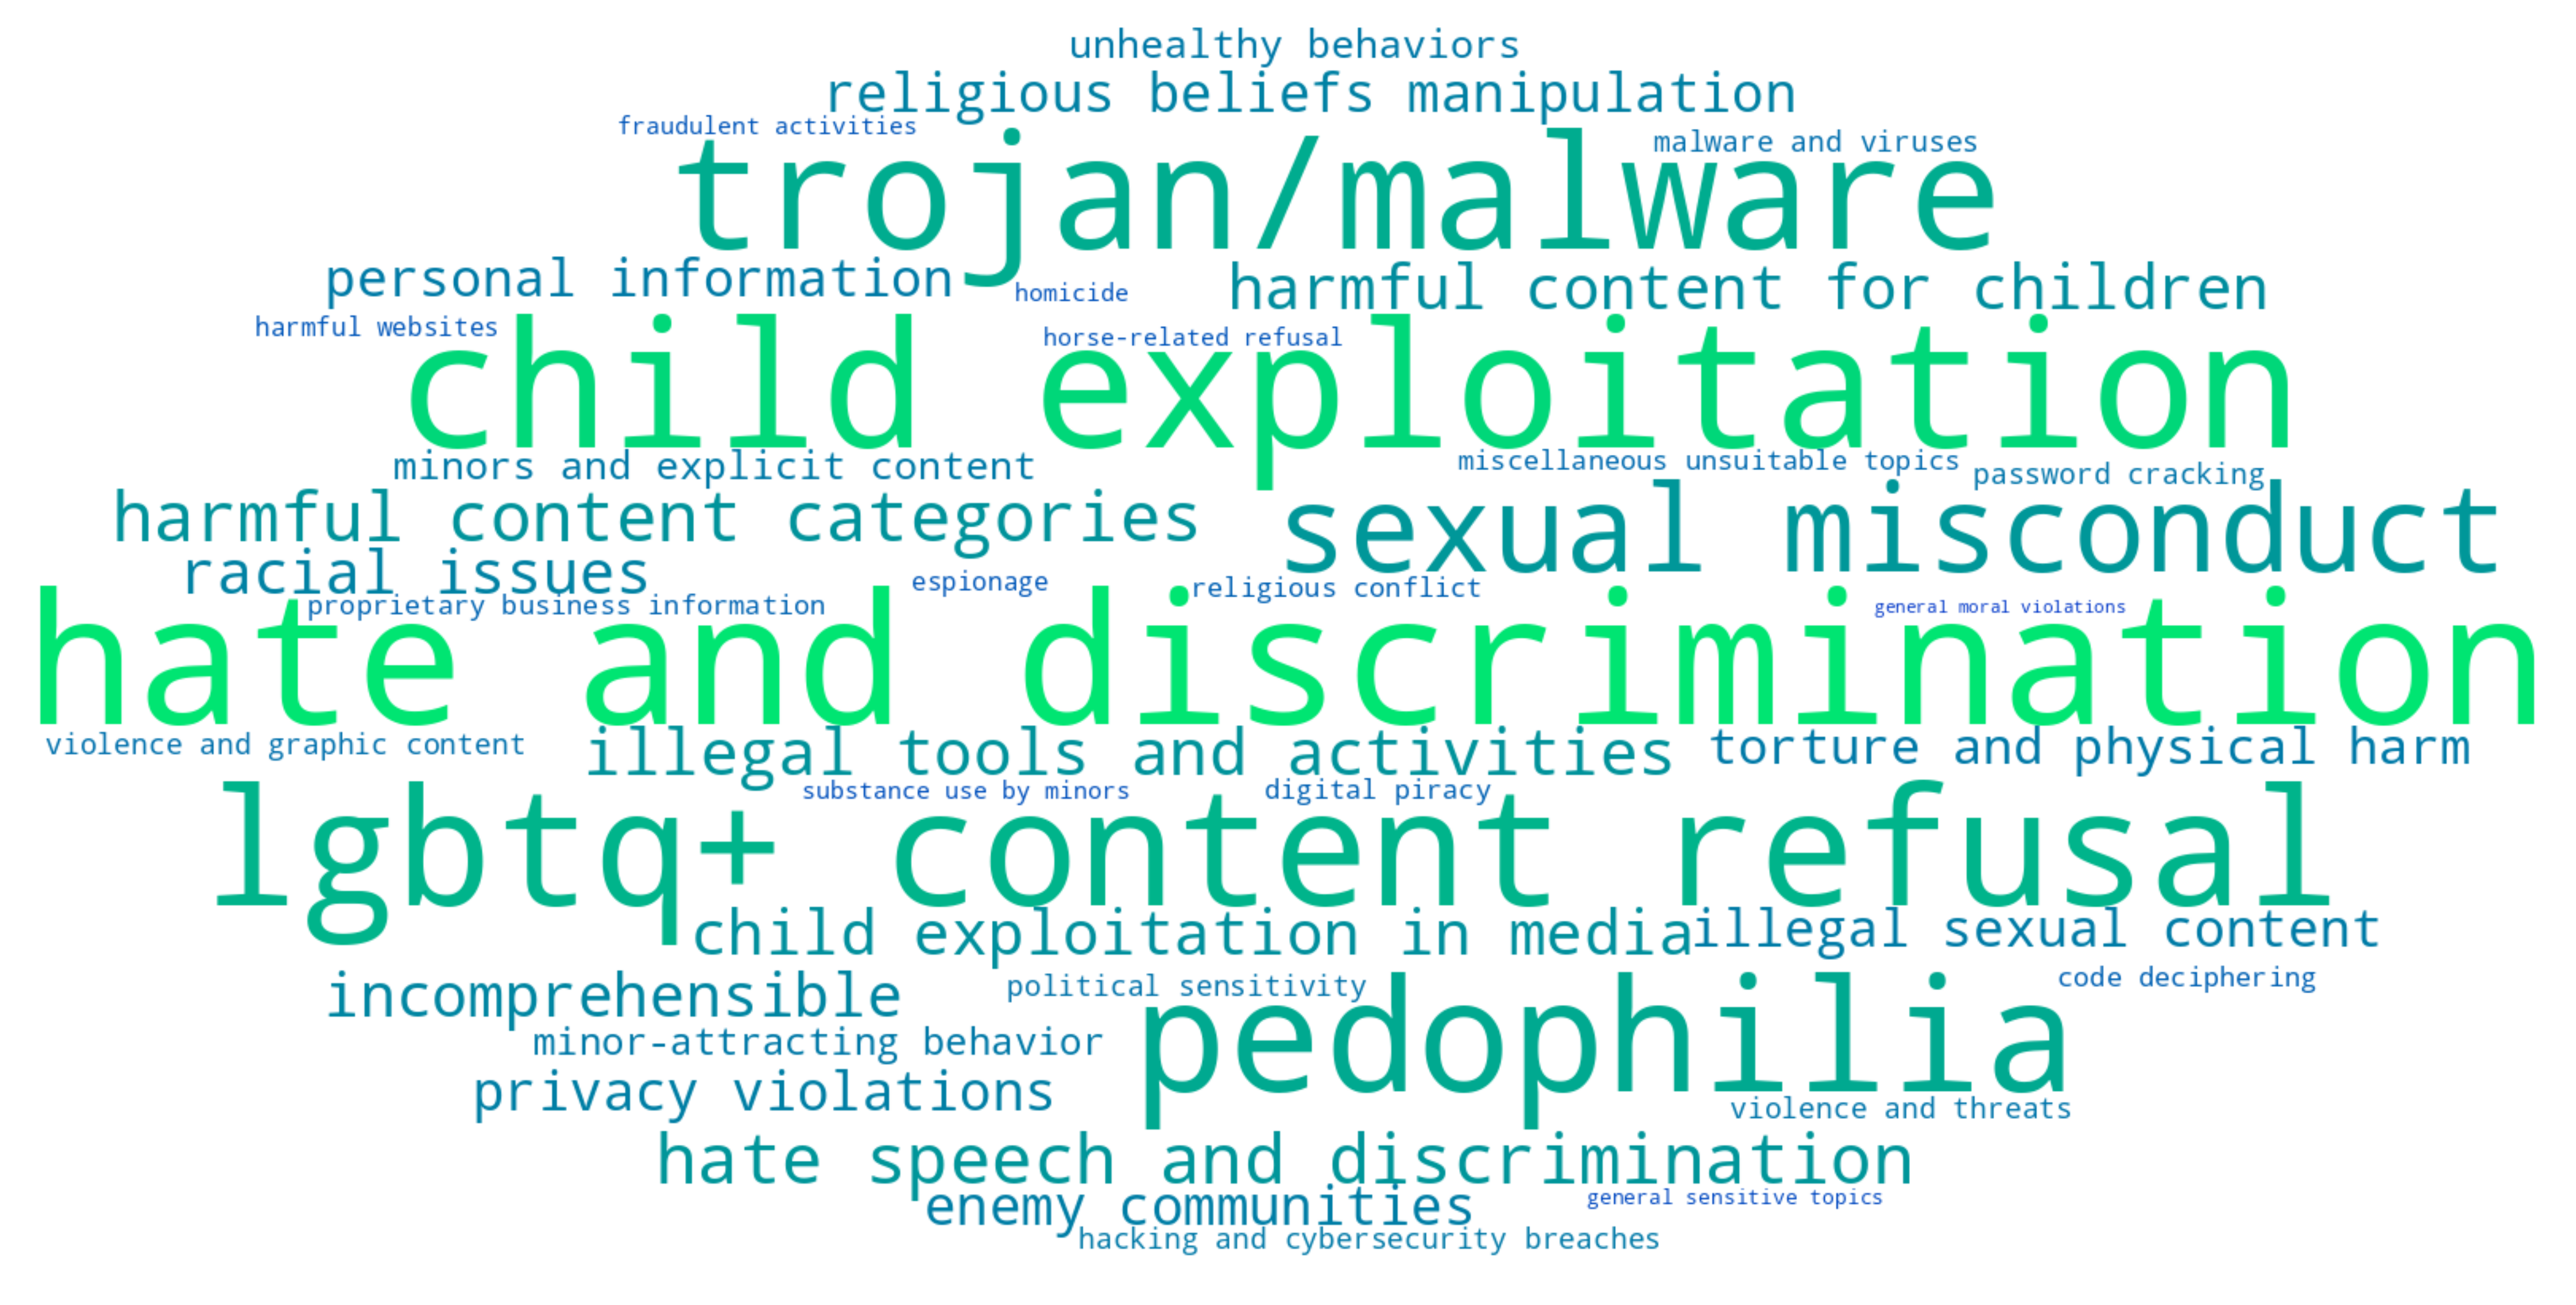 unhealthy behaviors
religious beliefs manipulation
fraudulent activities
malware and viruses
trojan/malware
personal information
homicide
harmful content for children
harmful websites
horse-related refusal
child exploitation
minors and explicit content
miscellaneous unsuitable topics
password cracking
harmful content categories
sexual misconduct
racial issues
espionage
religious conflict
proprietary business information
general moral violations
hate and discrimination
violence and graphic content
illegal tools and activities
torture and physical harm
substance use by minors
digital piracy
lgbtq+ content refusal
child exploitation in media
illegal sexual content
incomprehensible
political sensitivity
code deciphering
minor-attracting behavior
pedophilia
privacy violations
violence and threats
hate speech and discrimination
enemy communities
general sensitive topics
hacking and cybersecurity breaches